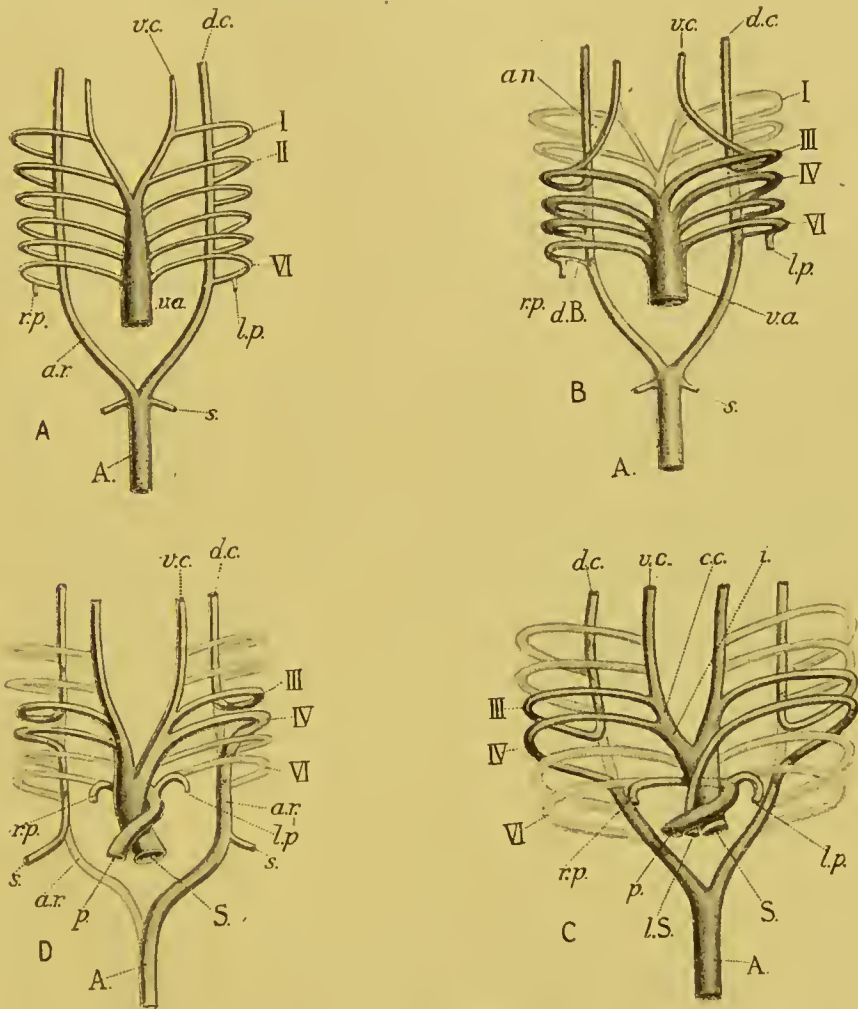 v.c.
d.c.
I
II
VI
r.p.
v.a.
l.p.
a.r.
s.
A
A.
v.c.
d.c.
an
I
III
IV
VI
l.p.
r.p.
d.B.
v.a.
s.
B
A.
v.c.
d.c.
III
IV
VI
a.r.
r.p.
l.p
s.
s.
a.r.
p.
S.
D
A.
d.c.
v.c.
c.c.
i.
III
IV
VI
r.p.
l.p.
p.
l.S.
S.
C
A.